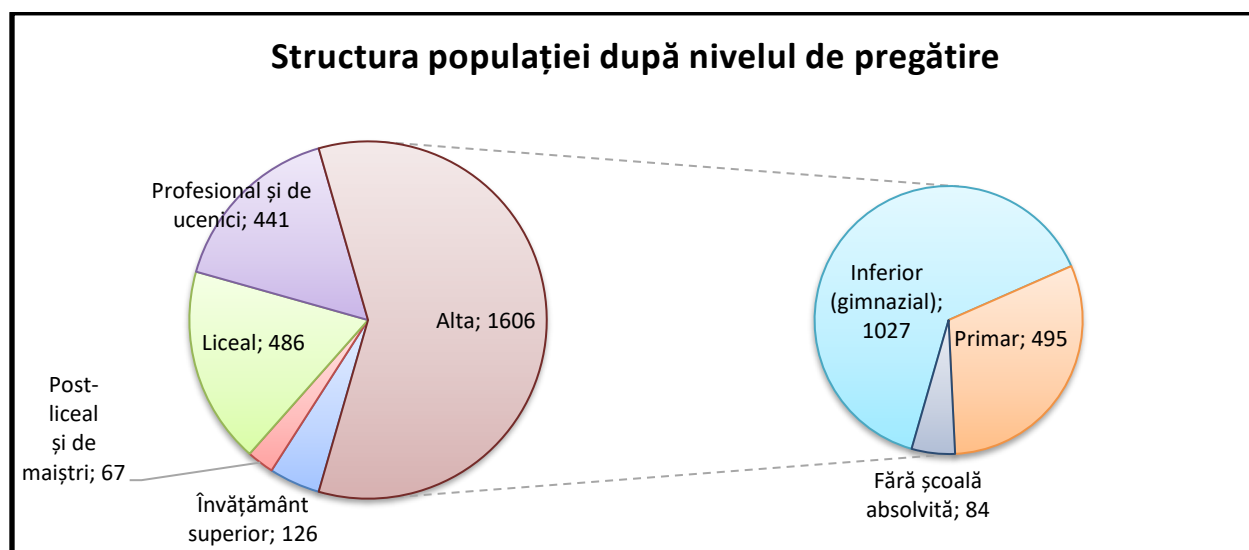 Structura populației după nivelul de pregătire
Profesional și de
ucenici; 441
Liceal; 486
Post-
liceal
și de
maiștri; 67
Învățământ
superior; 126
Alta; 1606
Inferior
(gimnazial);
1027
Primar; 495
Fără școală
absolvită; 84